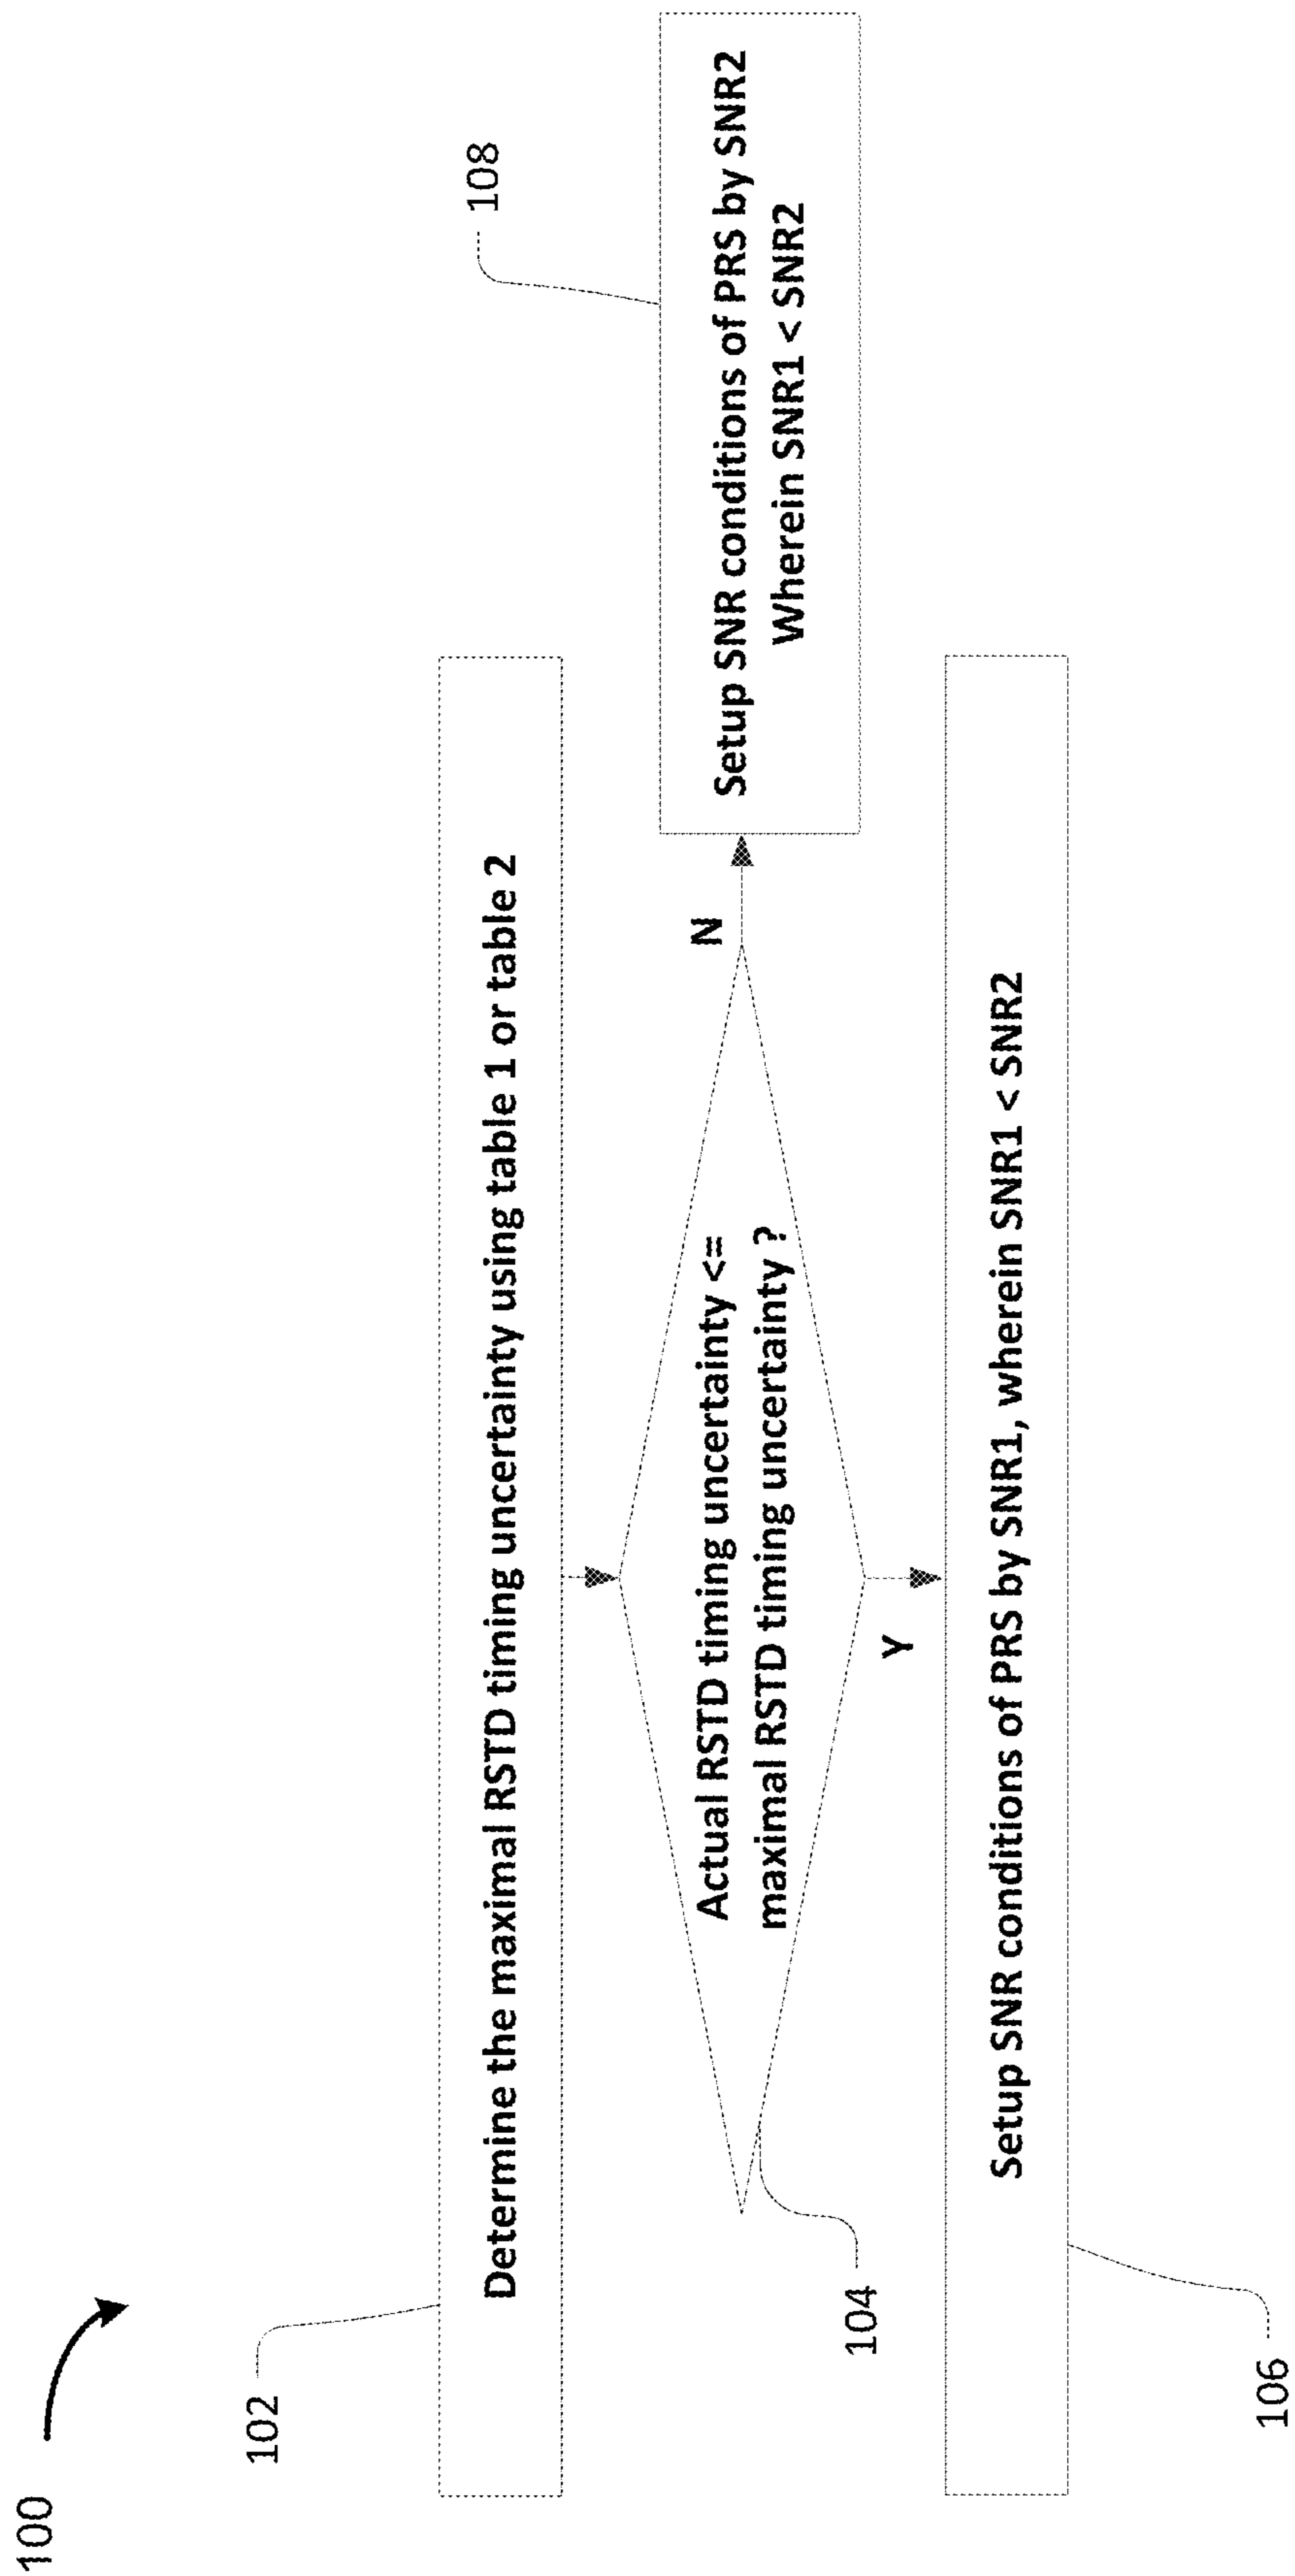 100
102
Determine the maximal RSTD timing uncertainty using table 1 or table 2
104
Actual RSTD timing uncertainty <=
maximal RSTD timing uncertainty ?
N
108
Setup SNR conditions of PRS by SNR2
Wherein SNR1 < SNR2
Y
106
Setup SNR conditions of PRS by SNR1, wherein SNR1 < SNR2